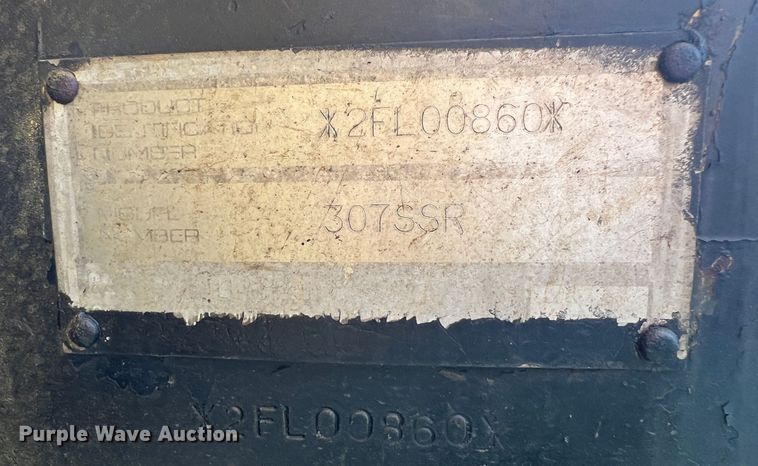 PRODUCT
IDENTIFICATION
NUMBER
*2FL00860*
MODEL
NUMBER
307SSR
*2FL00860*
Purple Wave Auction